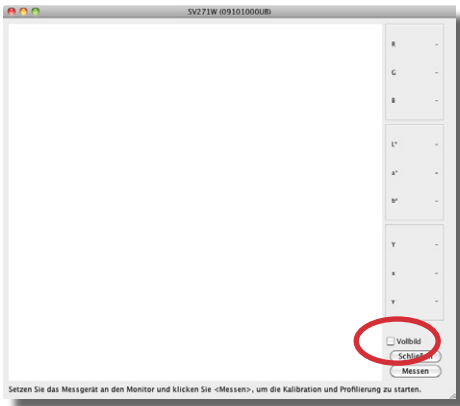 SV271W (09101000UB)
R -
G -
B -
L* -
a* -
b* -
Y -
x -
y -
Vollbild
Schließen
Messen
Setzen Sie das Messgerät an den Monitor und klicken Sie <Messen>, um die Kalibration und Profilierung zu starten.